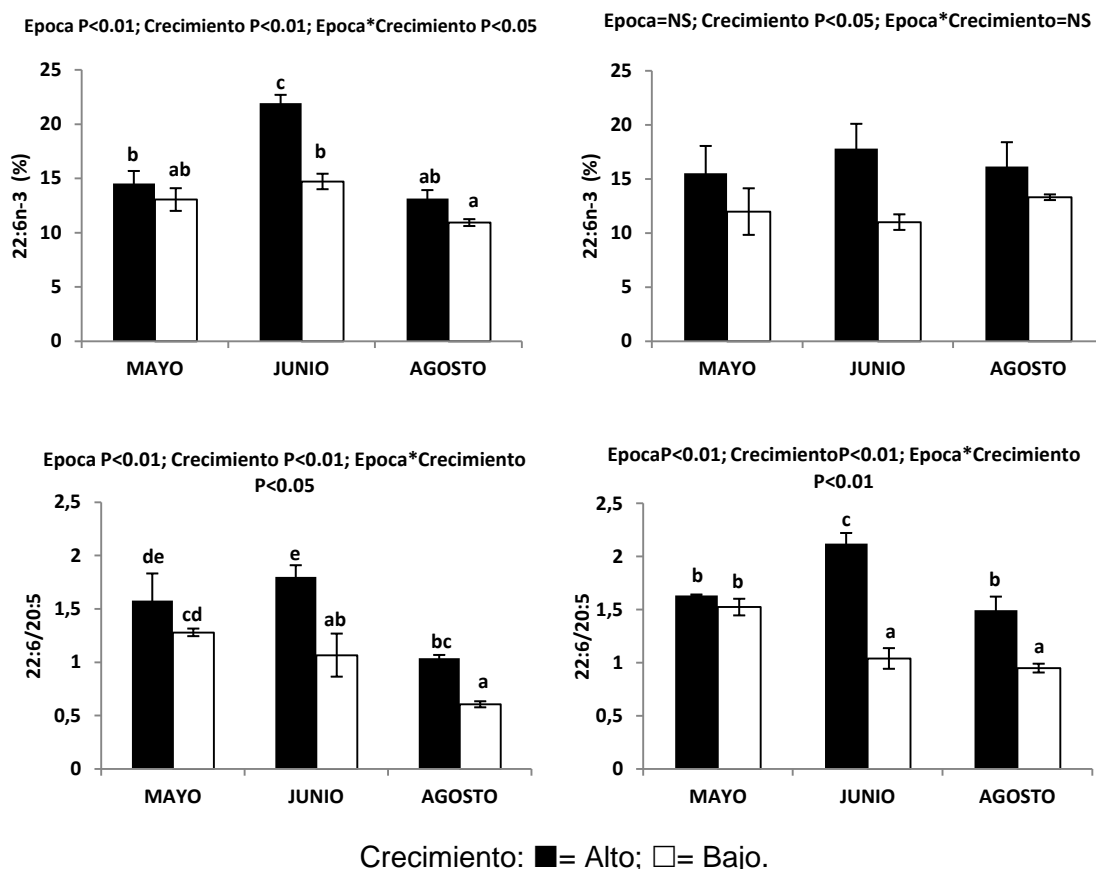 Epoca P<0.01; Crecimiento P<0.01; Epoca*Crecimiento P<0.05
22:6n-3 (%)
25
20
15
10
5
0
b
ab
c
b
ab
a
MAYO
JUNIO
AGOSTO
Epoca=NS; Crecimiento P<0.05; Epoca*Crecimiento=NS
22:6n-3 (%)
25
20
15
10
5
0
MAYO
JUNIO
AGOSTO
Epoca P<0.01; Crecimiento P<0.01; Epoca*Crecimiento
P<0.05
22:6/20:5
2,5
2
1,5
1
0,5
0
de
cd
e
ab
bc
a
MAYO
JUNIO
AGOSTO
EpocaP<0.01; CrecimientoP<0.01; Epoca*Crecimiento
P<0.01
22:6/20:5
2,5
2
1,5
1
0,5
0
b
b
c
a
b
a
MAYO
JUNIO
AGOSTO
Crecimiento: ■= Alto; □= Bajo.